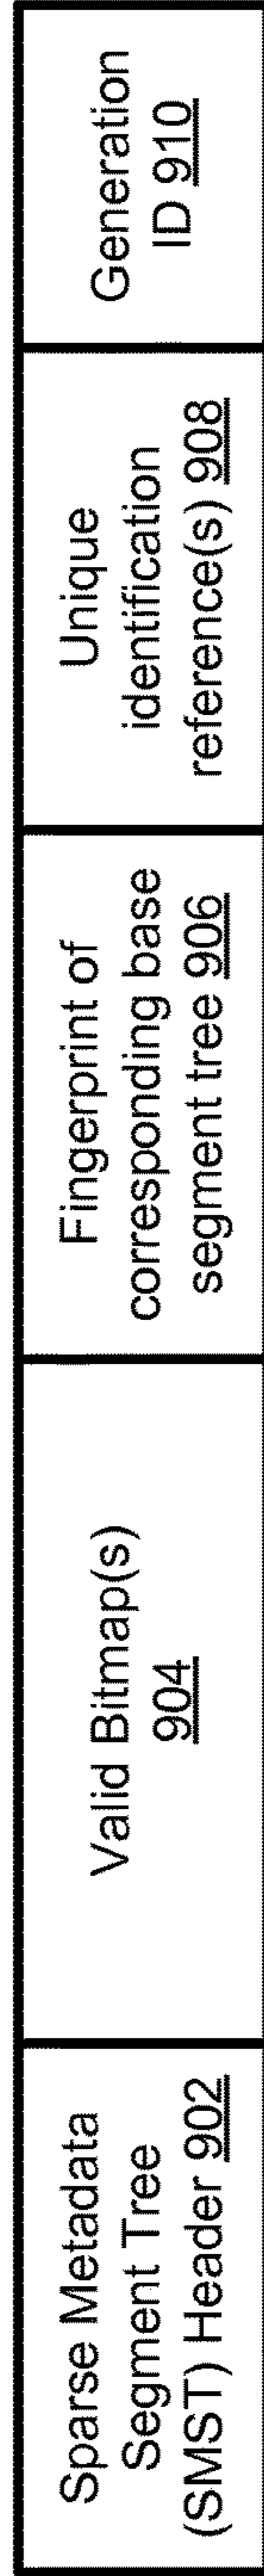 Sparse Metadata
Segment Tree
(SMST) Header 902
Valid Bitmap(s)
904
Fingerprint of
corresponding base
segment tree 906
Unique
identification
reference(s) 908
Generation
ID 910